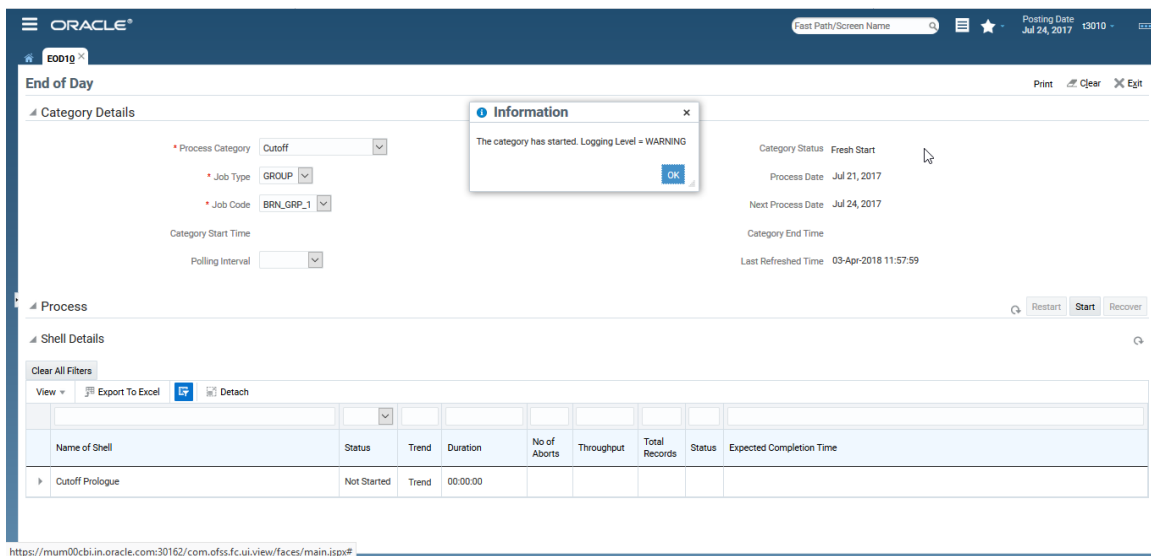 ORACLE®
Fast Path/Screen Name
Posting Date
Jul 24, 2017
t3010
EOD10
End of Day
Print Clear Exit
Category Details
Information
The category has started. Logging Level = WARNING
OK
* Process Category Cutoff
Category Status Fresh Start
* Job Type GROUP
Process Date Jul 21, 2017
* Job Code BRN_GRP_1
Next Process Date Jul 24, 2017
Category Start Time
Category End Time
Polling Interval
Last Refreshed Time 03-Apr-2018 11:57:59
Process
Restart Start Recover
Shell Details
Clear All Filters
View Export To Excel Detach
Name of Shell Status Trend Duration No of Aborts Throughput Total Records Status Expected Completion Time
Cutoff Prologue Not Started Trend 00:00:00
https://mum00cbi.in.oracle.com:30162/com.ofss.fc.ui.view/faces/main.jspx#